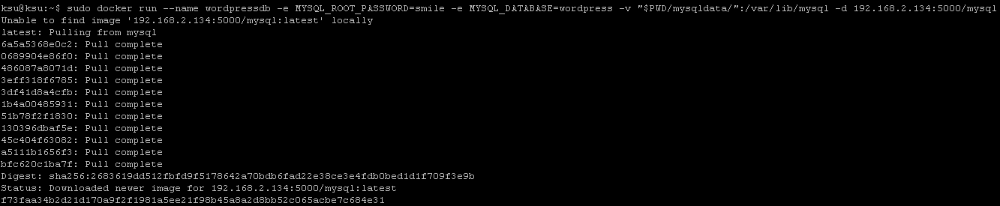 ksu@ksu:~$ sudo docker run --name wordpressdb -e MYSQL_ROOT_PASSWORD=smile -e MYSQL_DATABASE=wordpress -v "$PWD/mysqldata/":/var/lib/mysql -d 192.168.2.134:5000/mysql
Unable to find image '192.168.2.134:5000/mysql:latest' locally
latest: Pulling from mysql
6a5a5368e0c2: Pull complete
0689904e86f0: Pull complete
486087a8071d: Pull complete
3eff318f6785: Pull complete
3df41d8a4cfb: Pull complete
1b4a00485931: Pull complete
51b78f2f1830: Pull complete
130396dbaf5e: Pull complete
45c404f63082: Pull complete
a5111b1656f3: Pull complete
bfc620c1ba7f: Pull complete
Digest: sha256:2683619dd512fbfd9f5178642a70bdb6fad22e38ce3e4fdb0bed1d1f709f3e9b
Status: Downloaded newer image for 192.168.2.134:5000/mysql:latest
f73faa34b2d21d170a9f2f1981a5ee21f98b45a8a2d8bb52c065acbe7c684e31